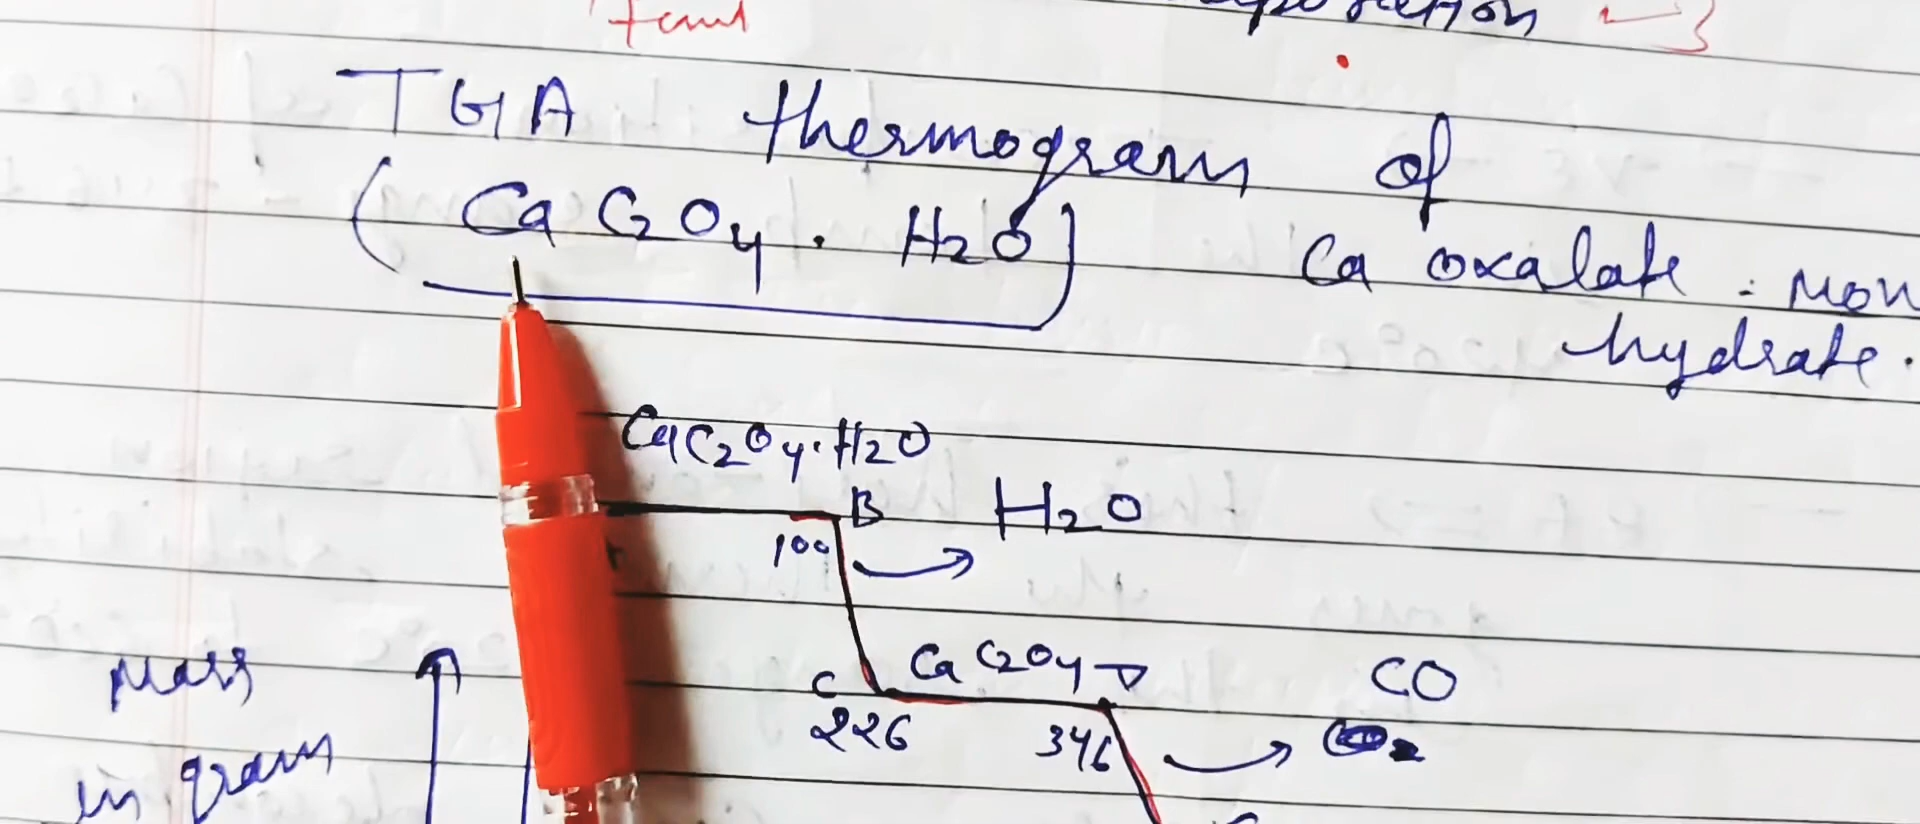 TGA thermogram of
(CaC2O4 . H2O)
Ca oxalate : Mon
hydrate.
CaC2O4.H2O
B
H2O
100
C
CaC2O4
D
CO
226
346
Mass
in gram